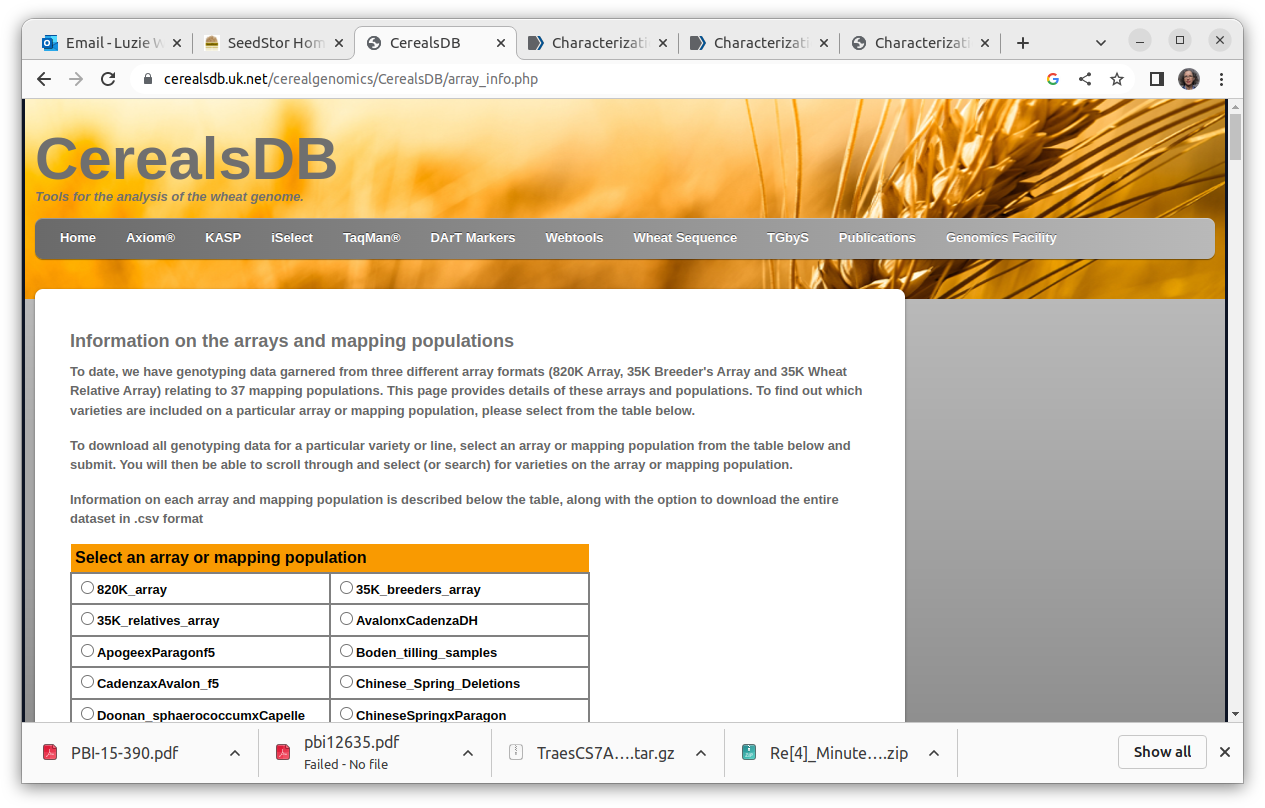 Email - Luzie W
SeedStor Hom
CerealsDB
Characterizati
Characterizati
Characterizati
cerealsdb.uk.net/cerealgenomics/CerealsDB/array_info.php
CerealsDB
Tools for the analysis of the wheat genome.
Home Axiom® KASP iSelect TaqMan® DArT Markers Webtools Wheat Sequence TGbyS Publications Genomics Facility
Information on the arrays and mapping populations
To date, we have genotyping data garnered from three different array formats (820K Array, 35K Breeder's Array and 35K Wheat
Relative Array) relating to 37 mapping populations. This page provides details of these arrays and populations. To find out which
varieties are included on a particular array or mapping population, please select from the table below.
To download all genotyping data for a particular variety or line, select an array or mapping population from the table below and
submit. You will then be able to scroll through and select (or search) for varieties on the array or mapping population.
Information on each array and mapping population is described below the table, along with the option to download the entire
dataset in .csv format
Select an array or mapping population
820K_array 35K_breeders_array
35K_relatives_array AvalonxCadenzaDH
ApogeexParagonf5 Boden_tilling_samples
CadenzaxAvalon_f5 Chinese_Spring_Deletions
Doonan_sphaerococcumxCapelle ChineseSpringxParagon
PBI-15-390.pdf
pbi12635.pdf
Failed - No file
TraesCS7A….tar.gz
Re[4]_Minute….zip
Show all